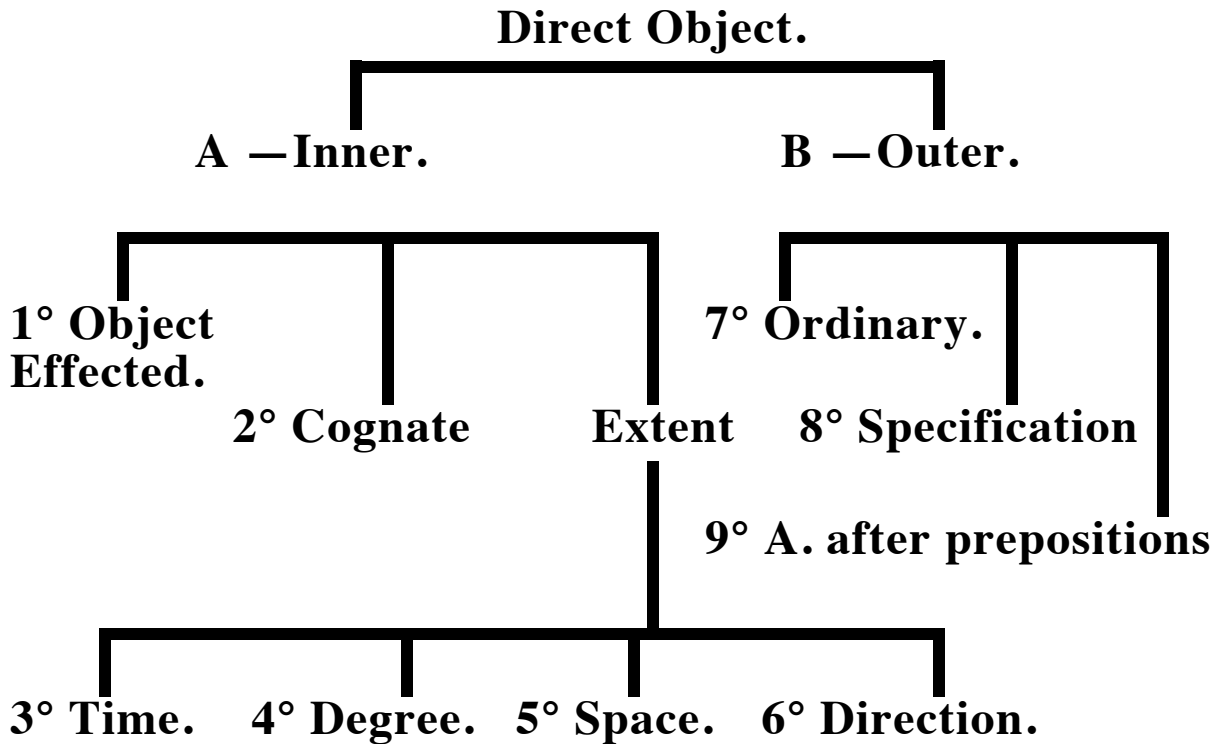 Direct Object.
A —Inner.
B —Outer.
1° Object
Effected.
7° Ordinary.
2° Cognate
Extent
8° Specification
9° A. after prepositions
3° Time.
4° Degree.
5° Space.
6° Direction.